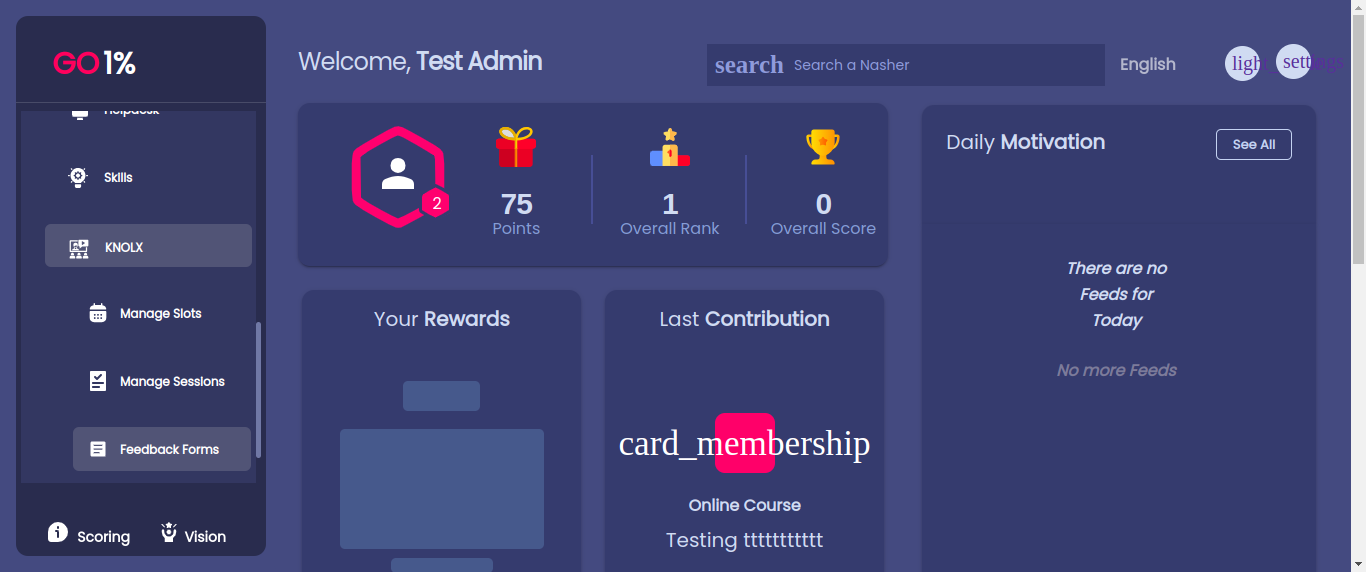 GO 1%
Helpdesk
Skills
KNOLX
Manage Slots
Manage Sessions
Feedback Forms
Scoring
Vision
Welcome, Test Admin
search Search a Nasher
English
settings
2
75
Points
1
Overall Rank
0
Overall Score
Daily Motivation
See All
There are no
Feeds for
Today
No more Feeds
Your Rewards
Last Contribution
card_membership
Online Course
Testing tttttttttt